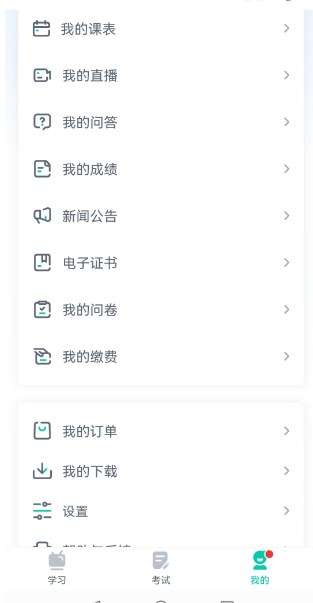 我的课表
我的直播
我的问答
我的成绩
新闻公告
电子证书
我的问卷
我的缴费
我的订单
我的下载
设置
学习
考试
我的